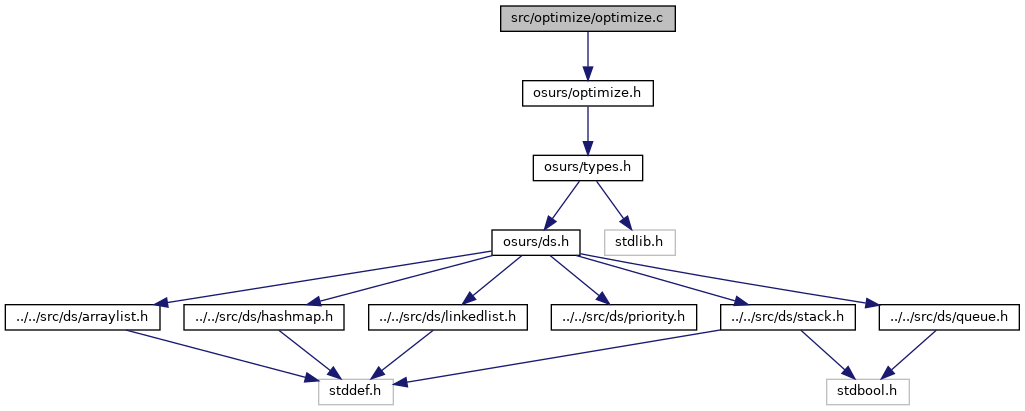 src/optimize/optimize.c
osurs/optimize.h
osurs/types.h
osurs/ds.h
stdlib.h
../../src/ds/arraylist.h
../../src/ds/hashmap.h
../../src/ds/linkedlist.h
../../src/ds/priority.h
../../src/ds/stack.h
../../src/ds/queue.h
stddef.h
stdbool.h